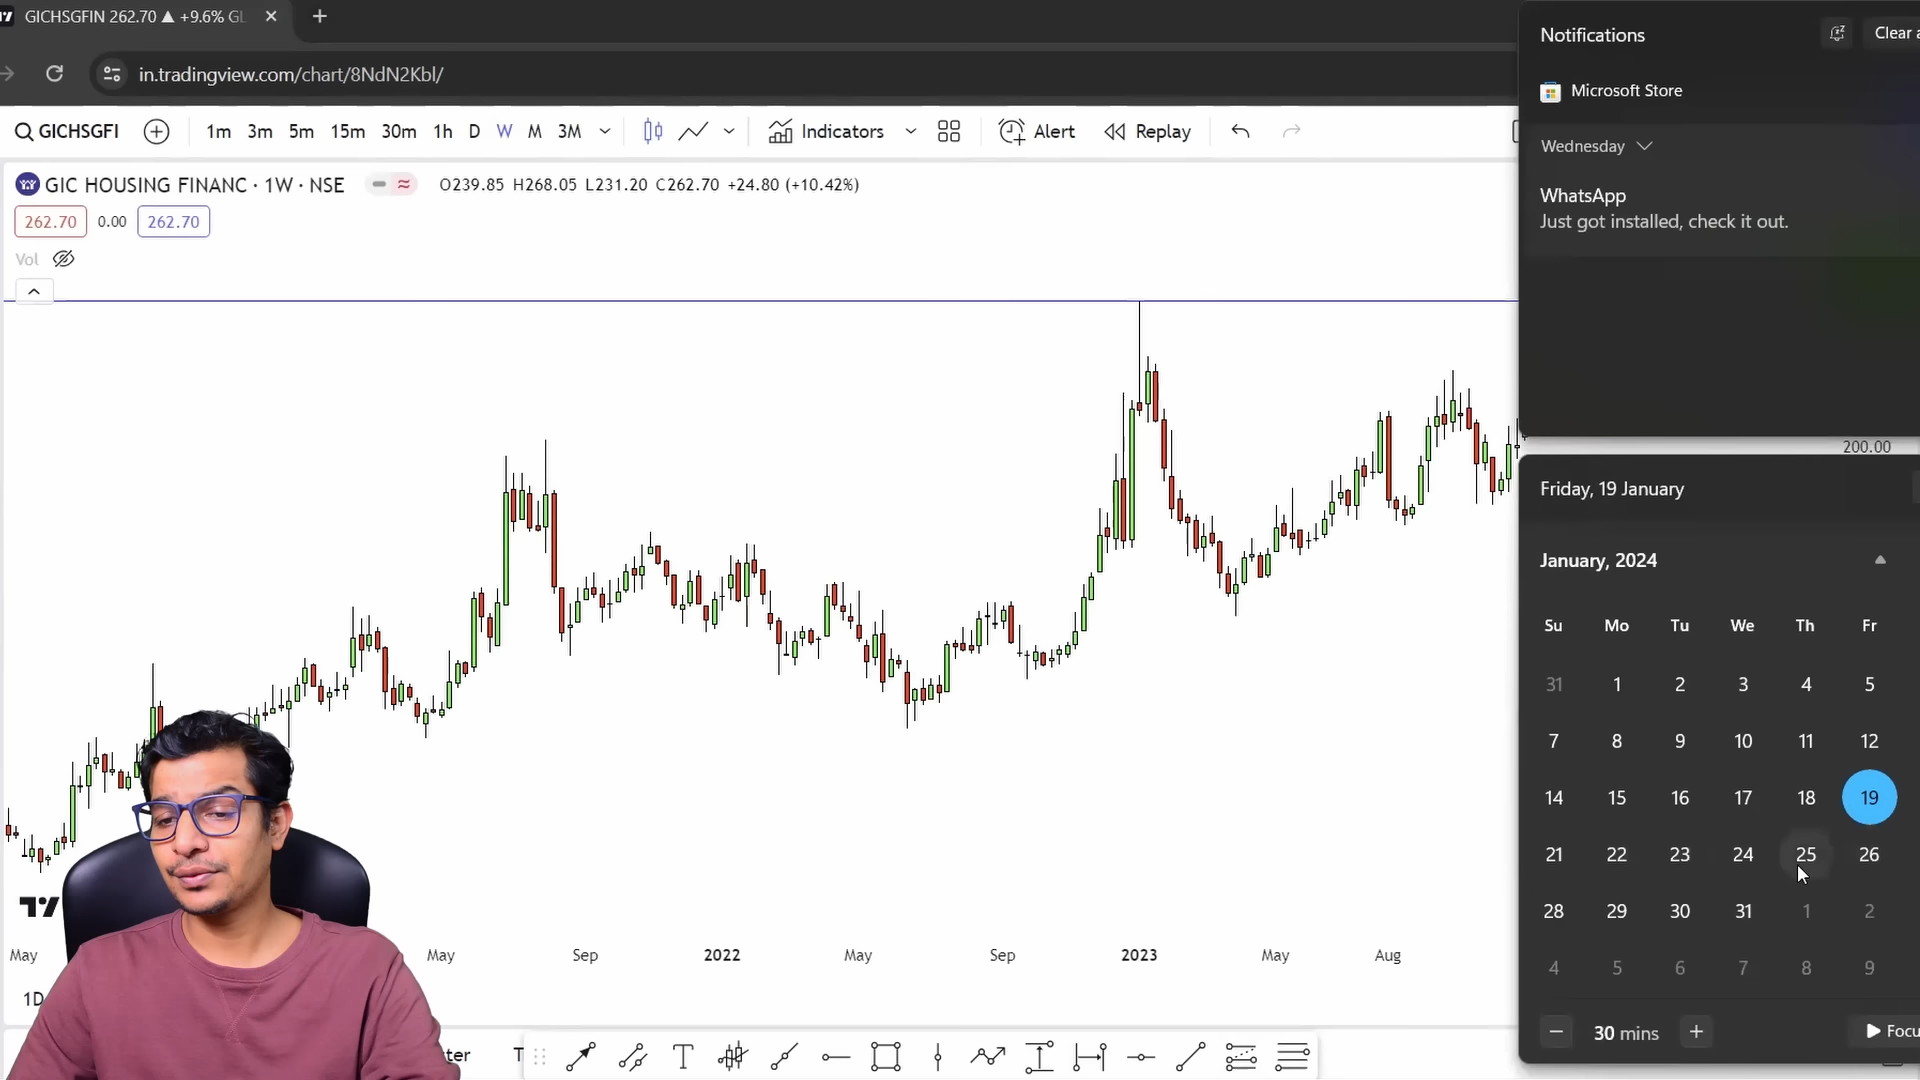 GICHSGFIN 262.70 ▲ +9.6% GI
in.tradingview.com/chart/8NdN2Kbl/
GICHSGFI
1m 3m 5m 15m 30m 1h D W M 3M
Indicators
Alert
Replay
GIC HOUSING FINANC · 1W · NSE
O239.85 H268.05 L231.20 C262.70 +24.80 (+10.42%)
262.70 0.00 262.70
Vol
May May Sep 2022 May Sep 2023 May Aug
1D
200.00
Notifications
Clear a
Microsoft Store
Wednesday
WhatsApp
Just got installed, check it out.
Friday, 19 January
January, 2024
Su Mo Tu We Th Fr
31 1 2 3 4 5
7 8 9 10 11 12
14 15 16 17 18 19
21 22 23 24 25 26
28 29 30 31 1 2
4 5 6 7 8 9
30 mins
Focu